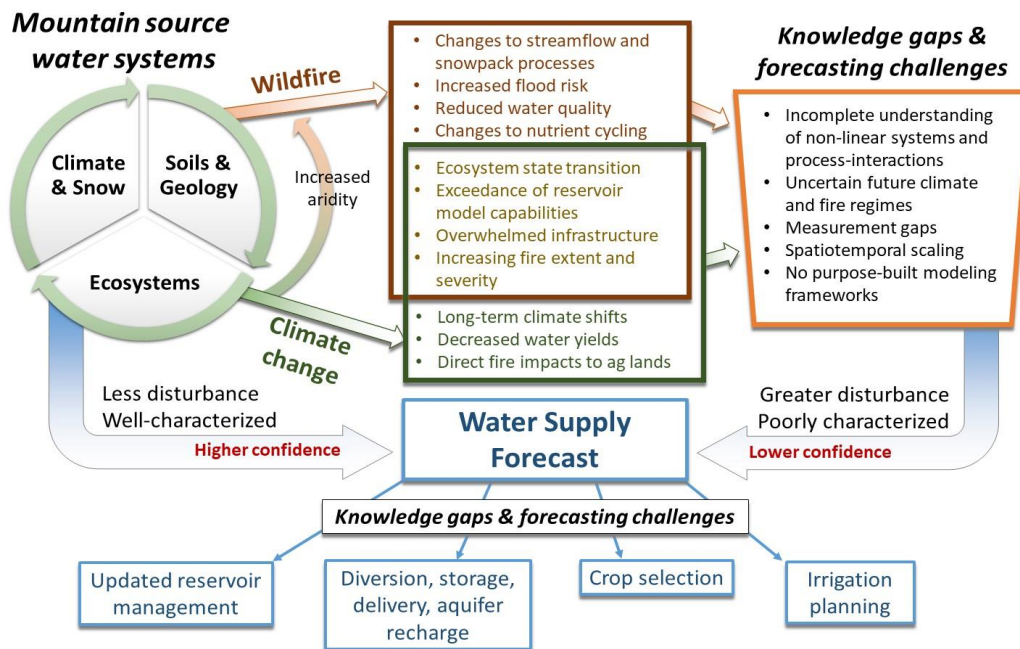 Mountain source
water systems
Climate
& Snow
Soils &
Geology
Ecosystems
Wildfire
Increased
aridity
Climate
change
• Changes to streamflow and
snowpack processes
• Increased flood risk
• Reduced water quality
• Changes to nutrient cycling
• Ecosystem state transition
• Exceedance of reservoir
model capabilities
• Overwhelmed infrastructure
• Increasing fire extent and
severity
• Long-term climate shifts
• Decreased water yields
• Direct fire impacts to ag lands
Knowledge gaps &
forecasting challenges
• Incomplete understanding
of non-linear systems and
process-interactions
• Uncertain future climate
and fire regimes
• Measurement gaps
• Spatiotemporal scaling
• No purpose-built modeling
frameworks
Less disturbance
Well-characterized
Higher confidence
Water Supply
Forecast
Greater disturbance
Poorly characterized
Lower confidence
Knowledge gaps & forecasting challenges
Updated reservoir
management
Diversion, storage,
delivery, aquifer
recharge
Crop selection
Irrigation
planning